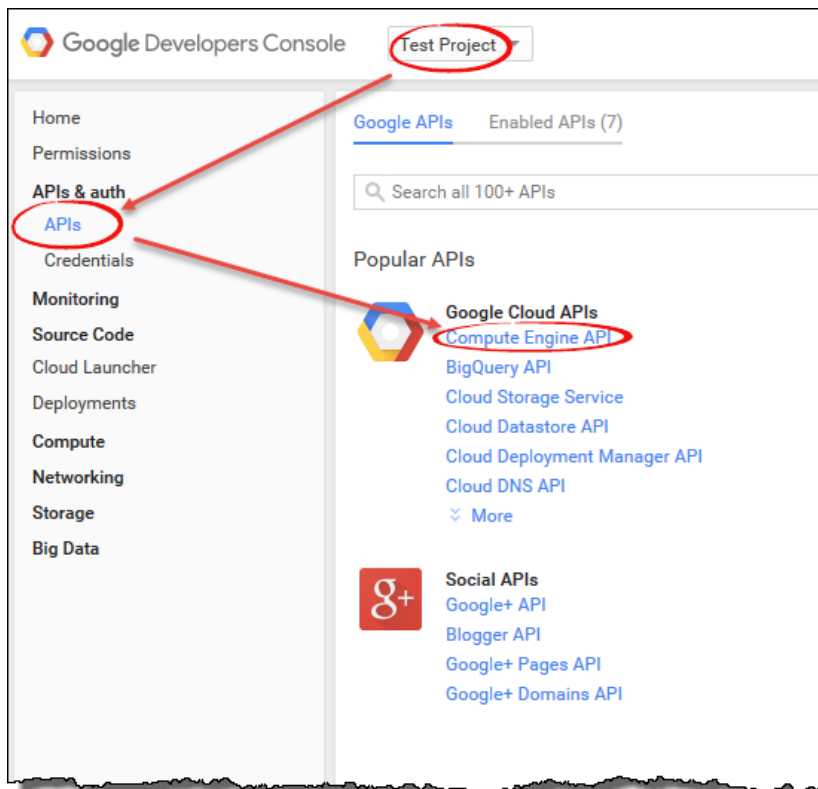 Google Developers Console
Test Project
Home
Permissions
APIs & auth
APIs
Credentials
Monitoring
Source Code
Cloud Launcher
Deployments
Compute
Networking
Storage
Big Data
Google APIs
Enabled APIs (7)
Search all 100+ APIs
Popular APIs
Google Cloud APIs
Compute Engine API
BigQuery API
Cloud Storage Service
Cloud Datastore API
Cloud Deployment Manager API
Cloud DNS API
More
g+
Social APIs
Google+ API
Blogger API
Google+ Pages API
Google+ Domains API